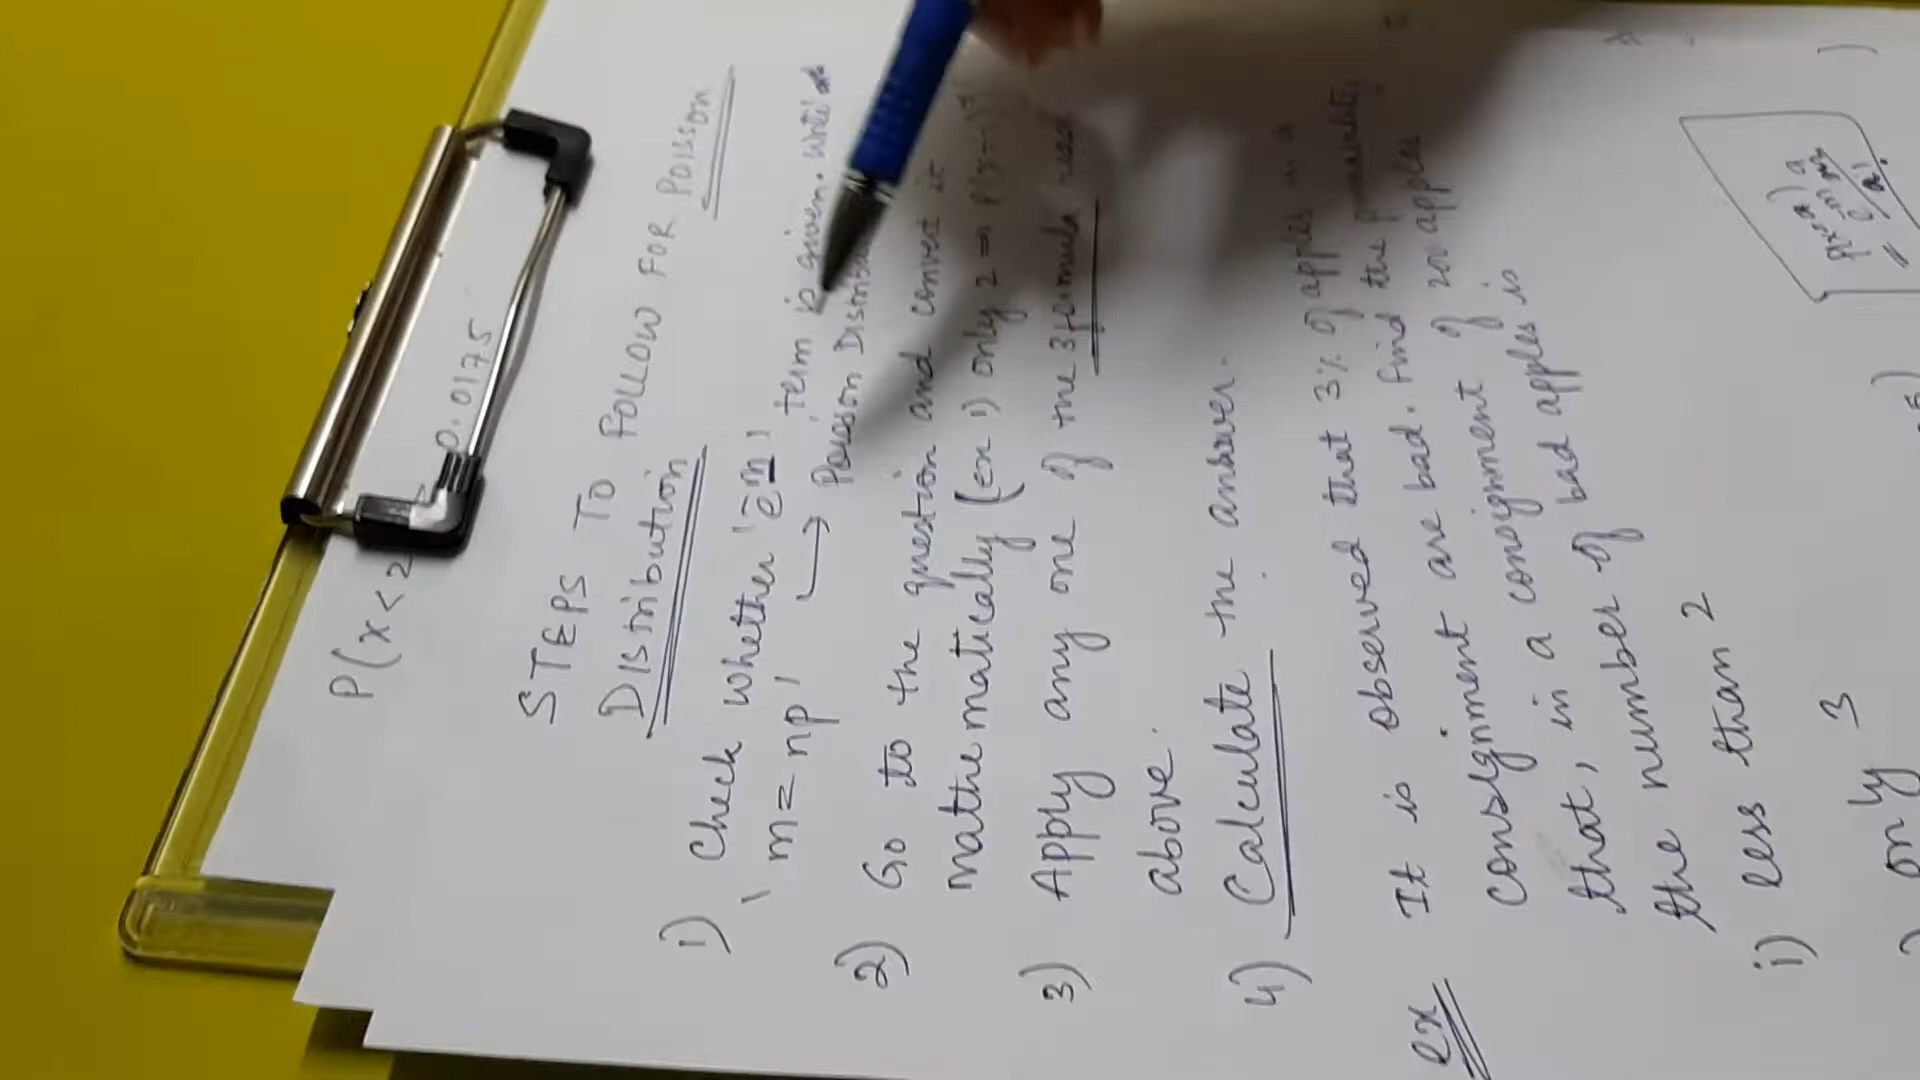 P(x<2
0.0175
STEPS TO FOLLOW FOR POISSON
Distribution
1) Check whether 'e-m' term is given. Write
'm = np' → Poisson Distribu
2) Go to the question and convert it
mathematically (ex i) only 2 =
3) Apply any one of the 3 formula
above.
4) Calculate the answer.
ex It is observed that 3% of apples in a
consignment are bad. Find the
that, in a consignment of 200 apples
the number of bad apples is
i) less than 2
only 3